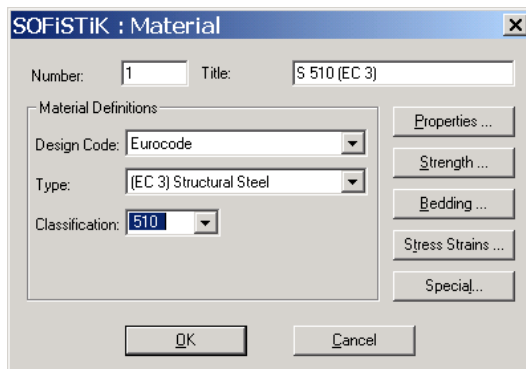 SOFiSTiK : Material
Number: 1 Title: S 510 (EC 3)
Material Definitions
Design Code: Eurocode
Type: (EC 3) Structural Steel
Classification: 510
Properties ...
Strength ...
Bedding ...
Stress Strains ...
Special...
OK Cancel